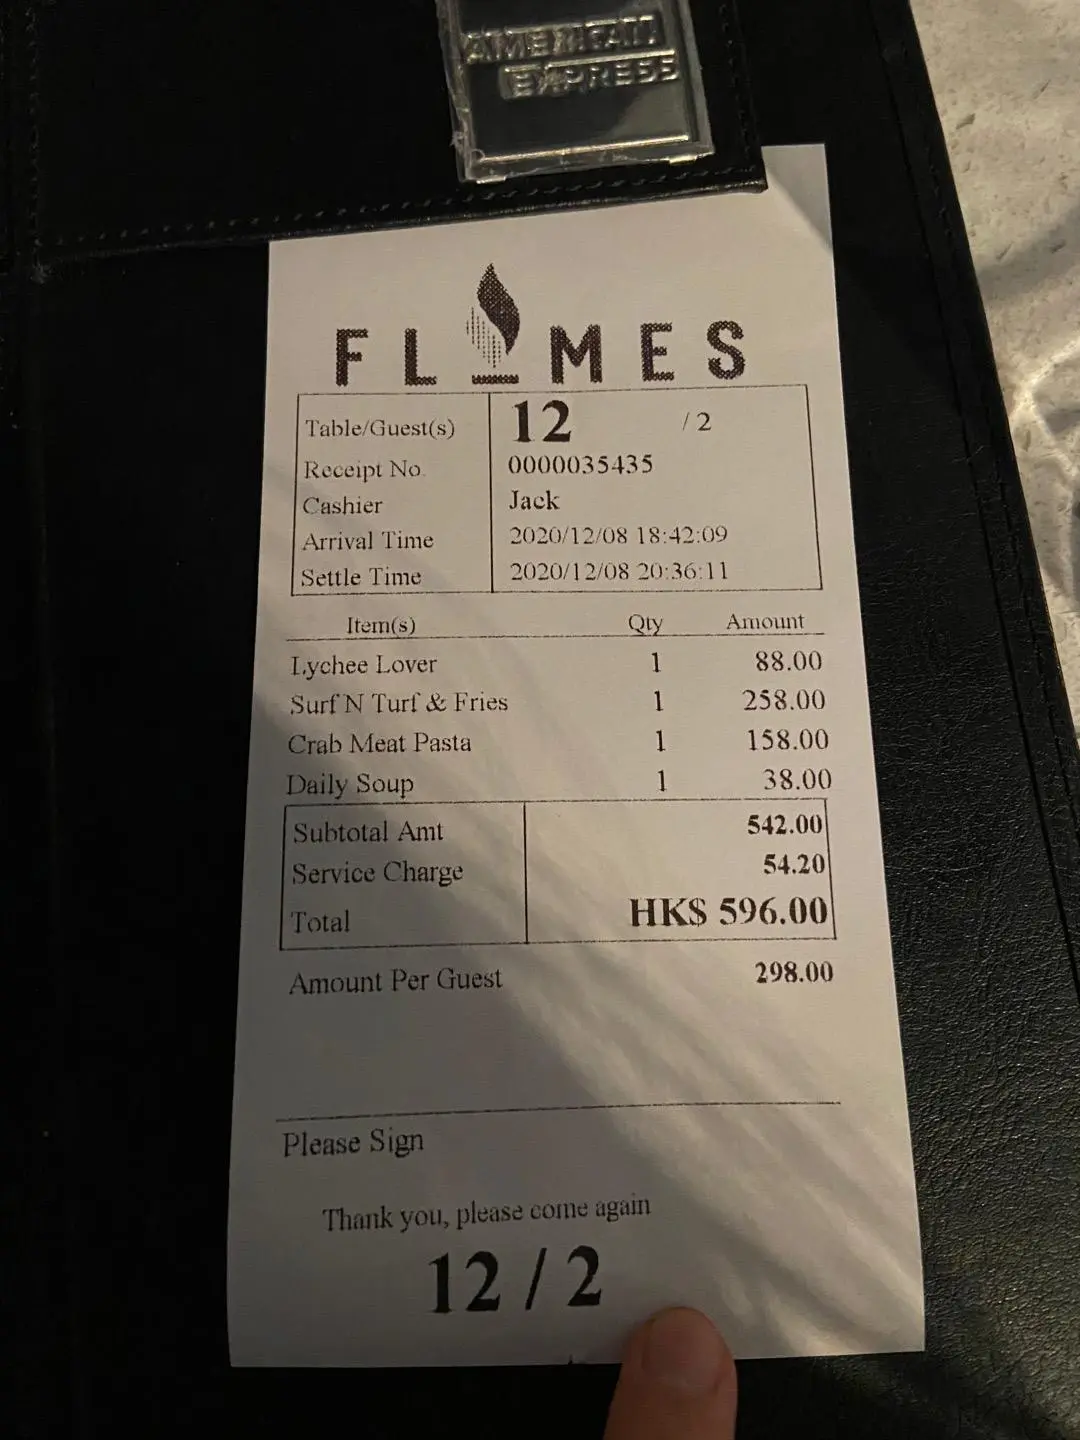 AMERICAN
EXPRESS
FLAMES
Table/Guest(s) 12 / 2
Receipt No. 0000035435
Cashier Jack
Arrival Time 2020/12/08 18:42:09
Settle Time 2020/12/08 20:36:11
Item(s) Qty Amount
Lychee Lover 1 88.00
Surf N Turf & Fries 1 258.00
Crab Meat Pasta 1 158.00
Daily Soup 1 38.00
Subtotal Amt 542.00
Service Charge 54.20
Total HK$ 596.00
Amount Per Guest 298.00
Please Sign
Thank you, please come again
12 / 2